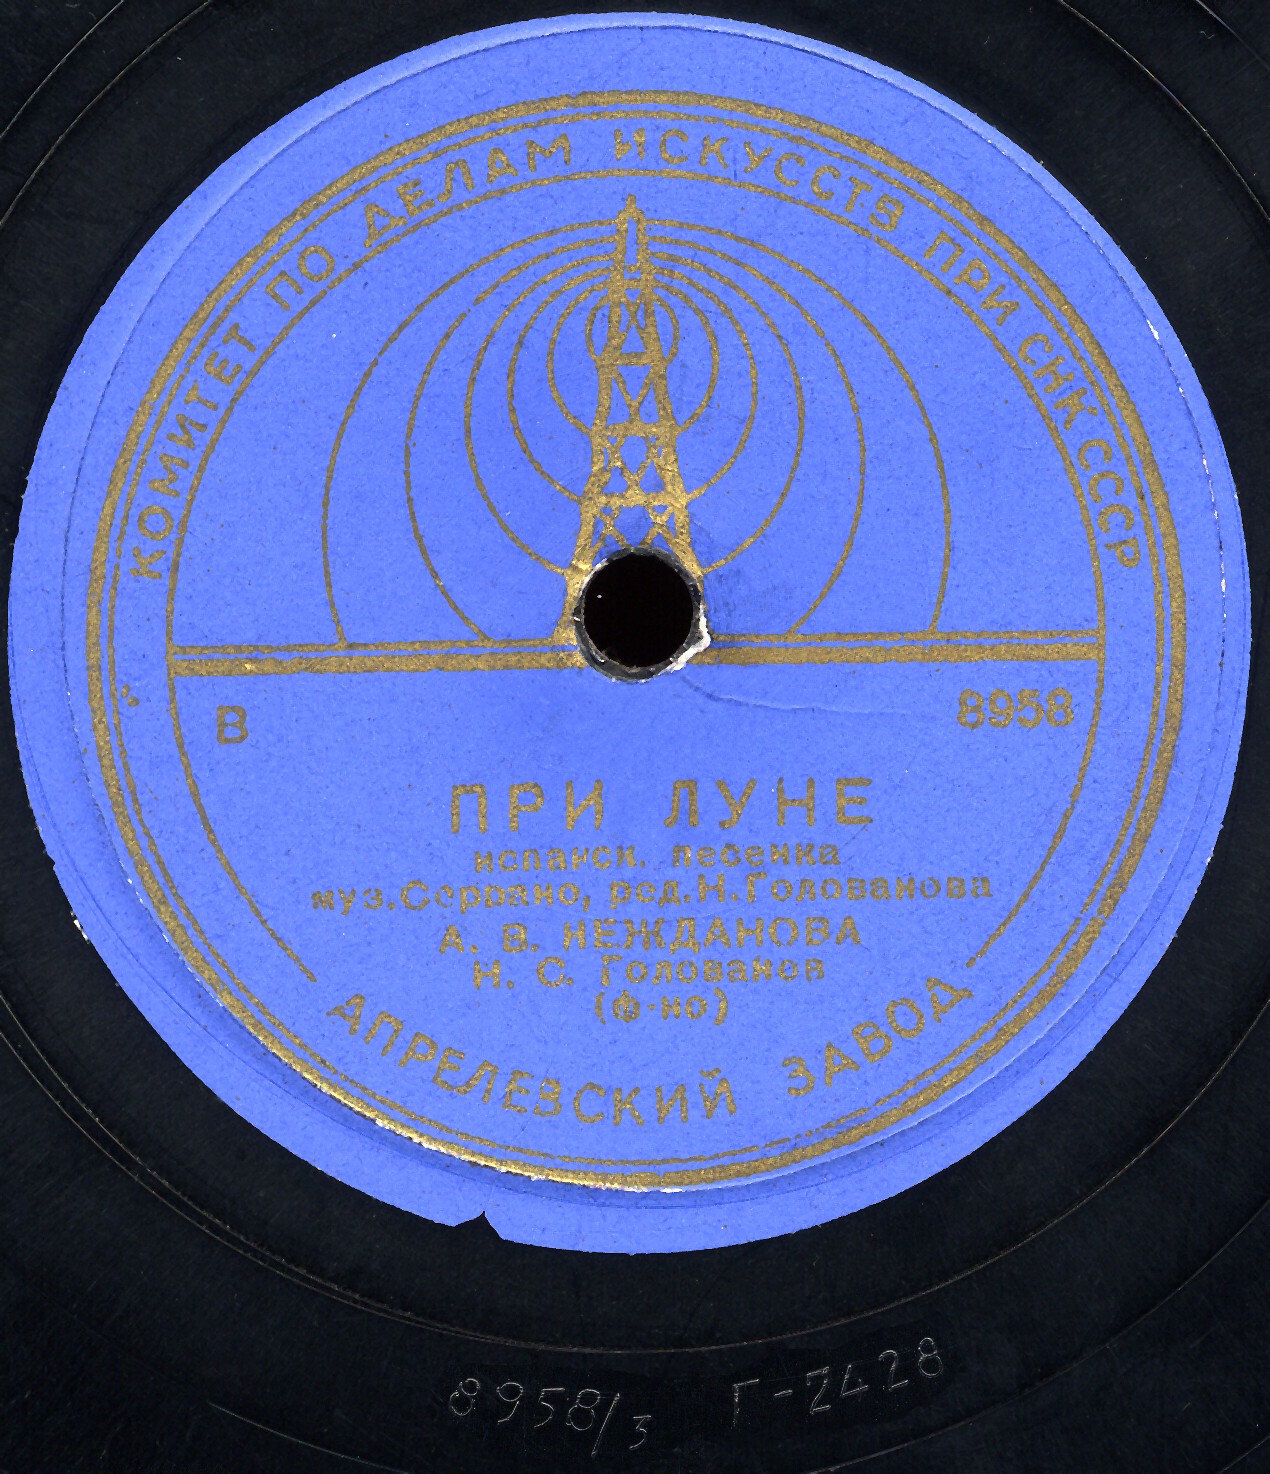 КОМИТЕТ ПО ДЕЛАМ ИСКУССТВ ПРИ СНК СССР
В 8958
ПРИ ЛУНЕ
испанск. песенка
муз.Серрано, ред.Н.Голованова
А. В. НЕЖДАНОВА
Н. С. Голованов
(ф-но)
АПРЕЛЕВСКИЙ ЗАВОД
8958/3 Г-2428